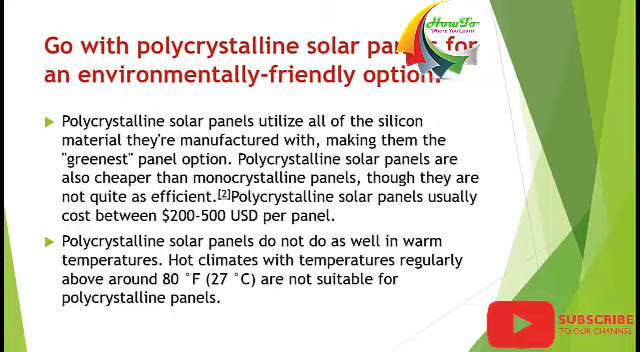 Go with polycrystalline solar panels for
an environmentally-friendly option.
HowTo
Where You Learn
Polycrystalline solar panels utilize all of the silicon
material they're manufactured with, making them the
"greenest" panel option. Polycrystalline solar panels are
also cheaper than monocrystalline panels, though they are
not quite as efficient.[2]Polycrystalline solar panels usually
cost between $200-500 USD per panel.
Polycrystalline solar panels do not do as well in warm
temperatures. Hot climates with temperatures regularly
above around 80 °F (27 °C) are not suitable for
polycrystalline panels.
SUBSCRIBE
TO OUR CHANNEL